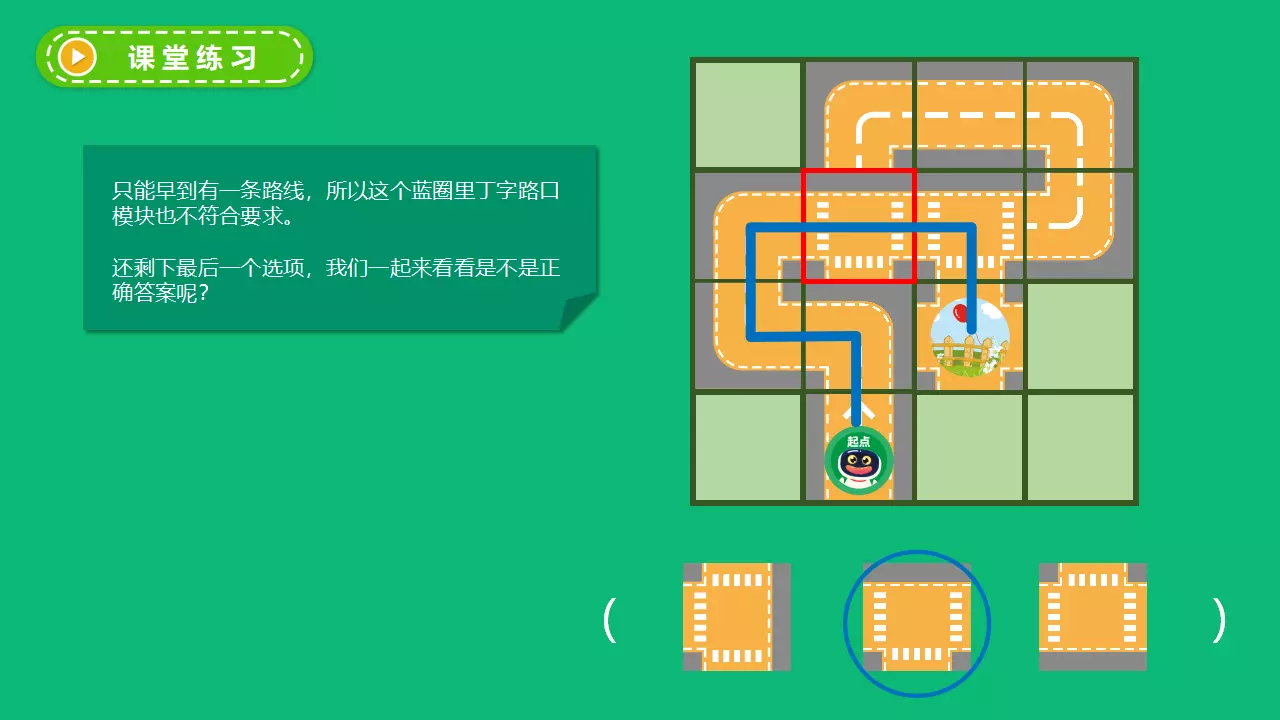 课堂练习
只能早到有一条路线，所以这个蓝圈里丁字路口
模块也不符合要求。
还剩下最后一个选项，我们一起来看看是不是正
确答案呢？
起点
(
)